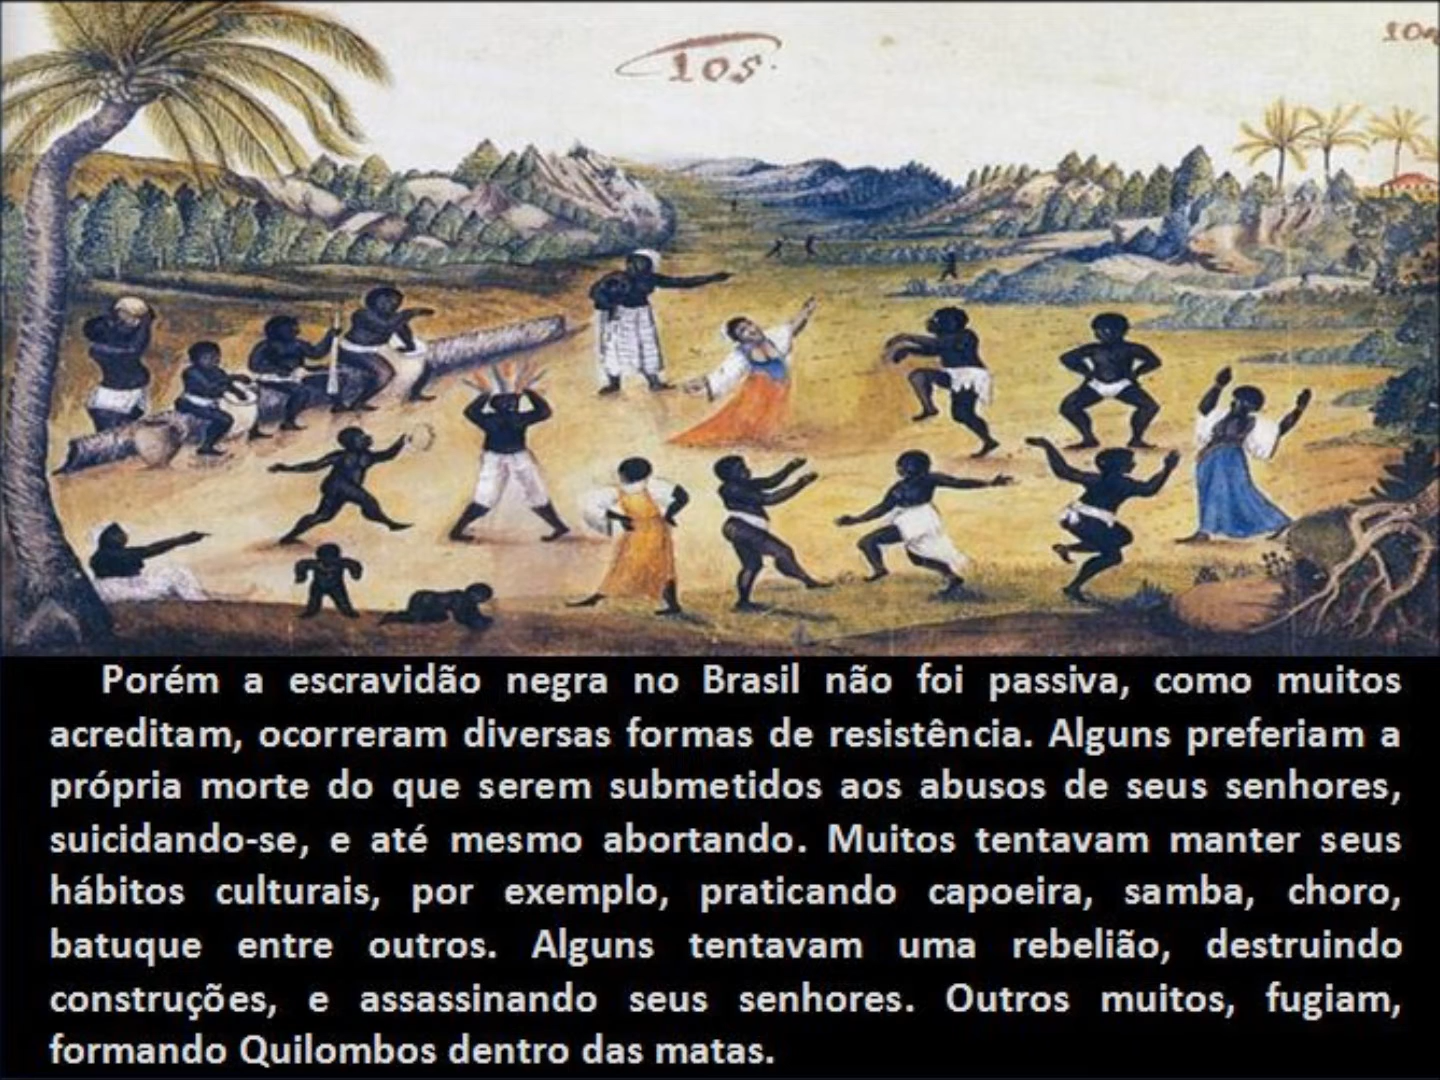 105.
Porém a escravidão negra no Brasil não foi passiva, como muitos
acreditam, ocorreram diversas formas de resistência. Alguns preferiam a
própria morte do que serem submetidos aos abusos de seus senhores,
suicidando-se, e até mesmo abortando. Muitos tentavam manter seus
hábitos culturais, por exemplo, praticando capoeira, samba, choro,
batuque entre outros. Alguns tentavam uma rebelião, destruindo
construções, e assassinando seus senhores. Outros muitos, fugiam,
formando Quilombos dentro das matas.